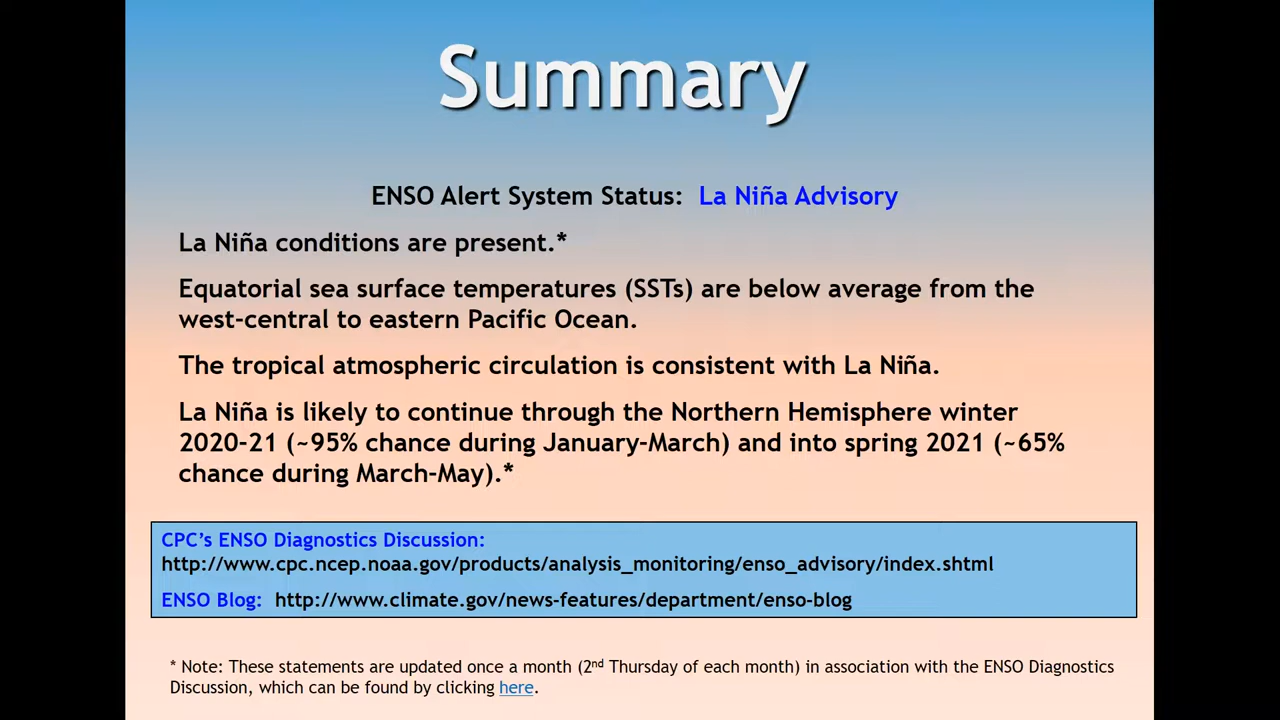 Summary
ENSO Alert System Status: La Niña Advisory
La Niña conditions are present.*
Equatorial sea surface temperatures (SSTs) are below average from the
west-central to eastern Pacific Ocean.
The tropical atmospheric circulation is consistent with La Niña.
La Niña is likely to continue through the Northern Hemisphere winter
2020-21 (~95% chance during January-March) and into spring 2021 (~65%
chance during March-May).*
CPC’s ENSO Diagnostics Discussion:
http://www.cpc.ncep.noaa.gov/products/analysis_monitoring/enso_advisory/index.shtml
ENSO Blog: http://www.climate.gov/news-features/department/enso-blog
* Note: These statements are updated once a month (2nd Thursday of each month) in association with the ENSO Diagnostics
Discussion, which can be found by clicking here.